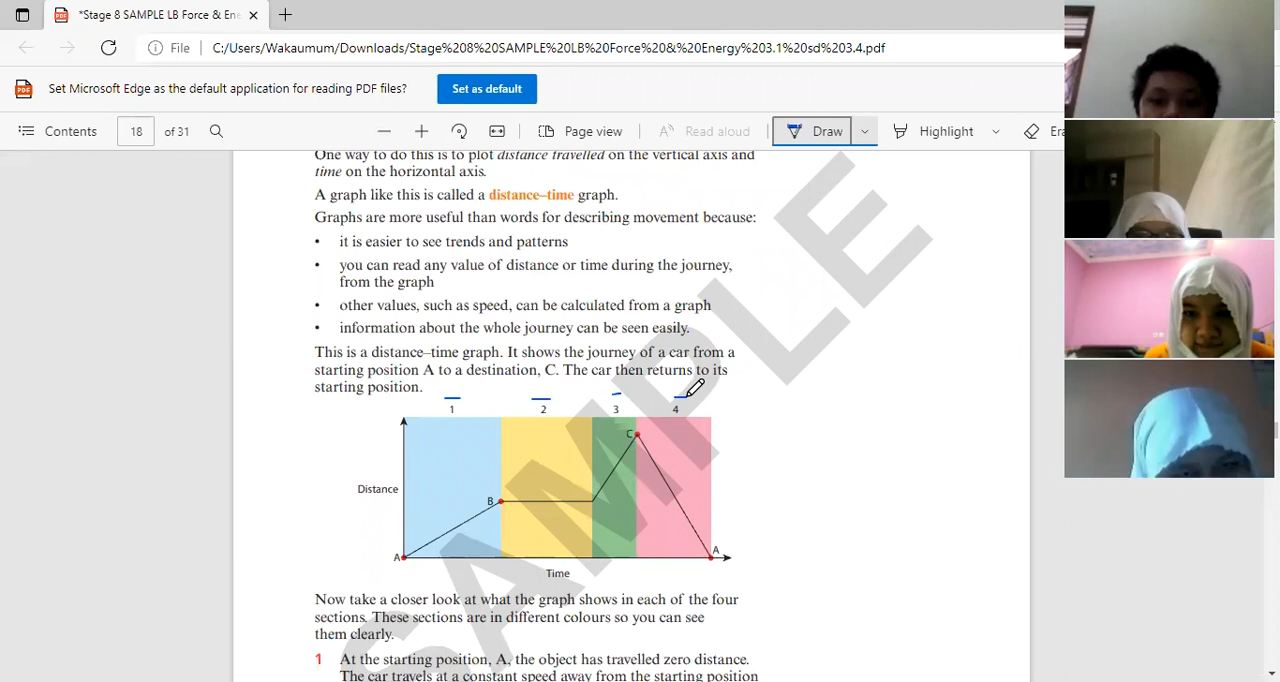 *Stage 8 SAMPLE LB Force & Ene
File C:/Users/Wakaumum/Downloads/Stage%208%20SAMPLE%20LB%20Force%20&%20Energy%203.1%20sd%203.4.pdf
Set Microsoft Edge as the default application for reading PDF files? Set as default
Contents 18 of 31 Page view Read aloud Draw Highlight
One way to do this is to plot distance travelled on the vertical axis and
time on the horizontal axis.
A graph like this is called a distance–time graph.
Graphs are more useful than words for describing movement because:
• it is easier to see trends and patterns
• you can read any value of distance or time during the journey,
from the graph
• other values, such as speed, can be calculated from a graph
• information about the whole journey can be seen easily.
This is a distance–time graph. It shows the journey of a car from a
starting position A to a destination, C. The car then returns to its
starting position.
1 2 3 4
C
Distance
B
A
A
Time
Now take a closer look at what the graph shows in each of the four
sections. These sections are in different colours so you can see
them clearly.
1 At the starting position, A, the object has travelled zero distance.
The car travels at a constant speed away from the starting position
SAMPLE